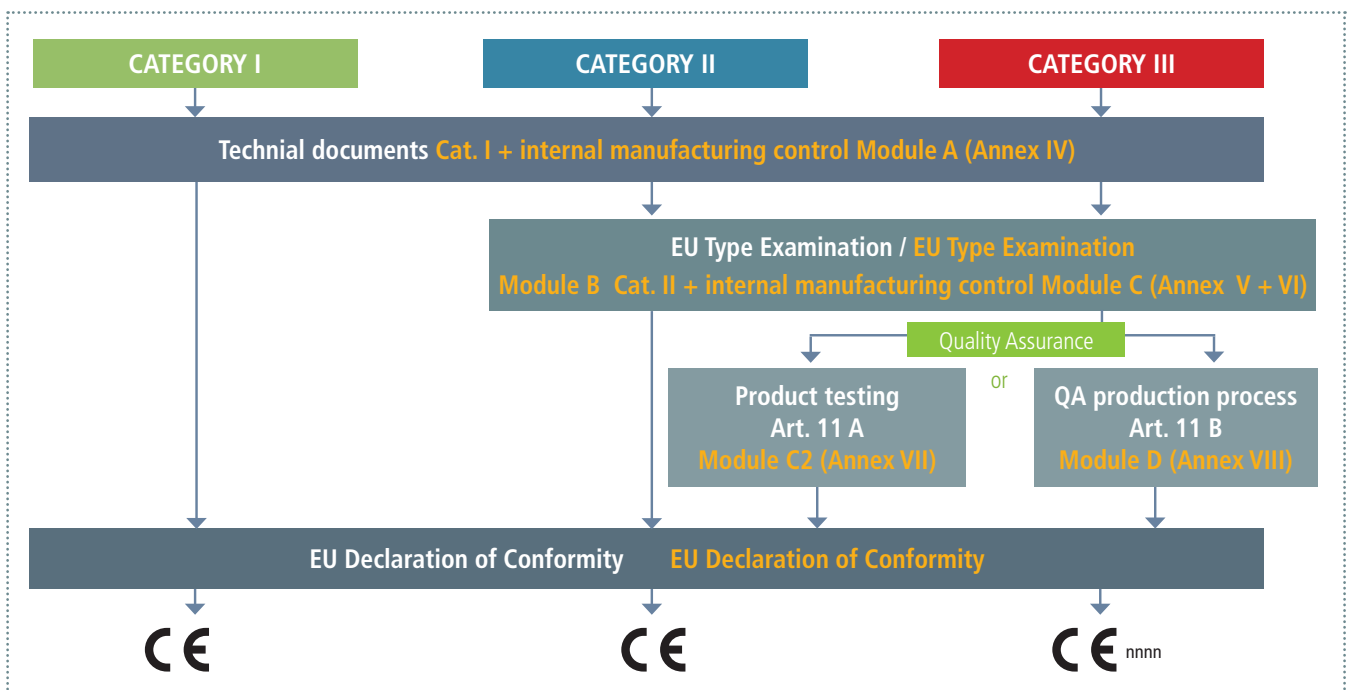 CATEGORY I
CATEGORY II
CATEGORY III
Technial documents Cat. I + internal manufacturing control Module A (Annex IV)
EU Type Examination / EU Type Examination
Module B Cat. II + internal manufacturing control Module C (Annex V + VI)
Quality Assurance
or
Product testing
Art. 11 A
Module C2 (Annex VII)
QA production process
Art. 11 B
Module D (Annex VIII)
EU Declaration of Conformity EU Declaration of Conformity
CE
CE
CE nnnn